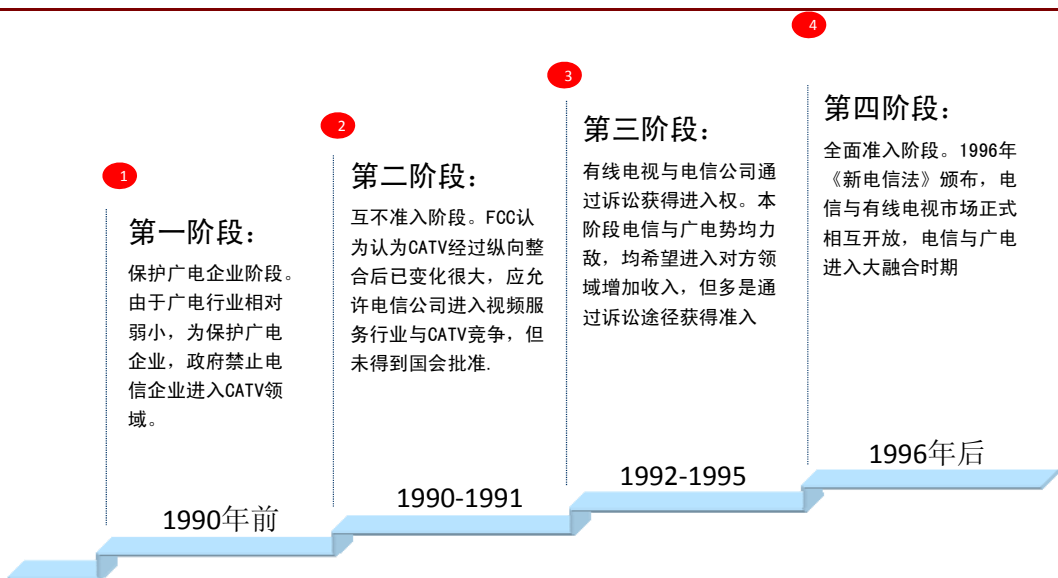 1
第一阶段：
保护广电企业阶段。
由于广电行业相对
弱小，为保护广电
企业，政府禁止电
信企业进入CATV领
域。
1990年前
2
第二阶段：
互不准入阶段。FCC认
为认为CATV经过纵向整
合后已变化很大，应允
许电信公司进入视频服
务行业与CATV竞争，但
未得到国会批准.
1990-1991
3
第三阶段：
有线电视与电信公司通
过诉讼获得进入权。本
阶段电信与广电势均力
敌，均希望进入对方领
域增加收入，但多是通
过诉讼途径获得准入
1992-1995
4
第四阶段：
全面准入阶段。1996年
《新电信法》颁布，电
信与有线电视市场正式
相互开放，电信与广电
进入大融合时期
1996年后